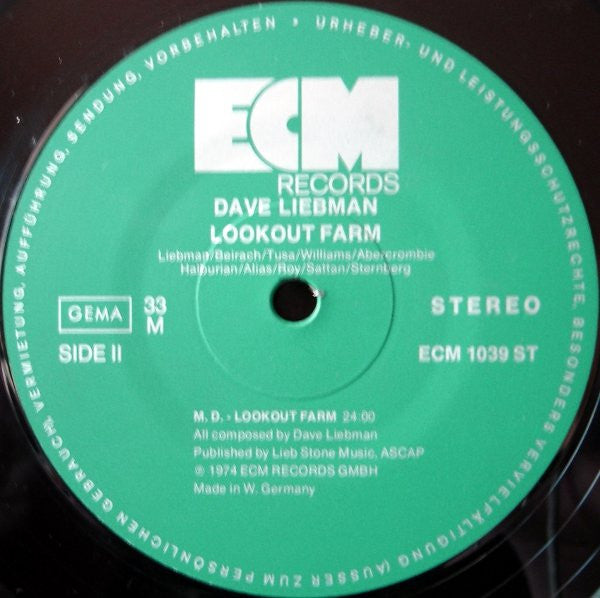 ECM
RECORDS
DAVE LIEBMAN
LOOKOUT FARM
Liebman/Beirach/Tusa/Williams/Abercrombie
Halpurian/Alias/Roy/Sattan/Sternberg
GEMA
33
M
STEREO
SIDE II
ECM 1039 ST
M. D. - LOOKOUT FARM 24:00
All composed by Dave Liebman
Published by Lieb Stone Music, ASCAP
℗ 1974 ECM RECORDS GMBH
Made in W. Germany
URHEBER- UND LEISTUNGSSCHUTZRECHTE, BESONDERS VERVIELFÄLTIGUNG (AUSSER ZUM PERSÖNLICHEN GEBRAUCH), VERMIETUNG, AUFFÜHRUNG, SENDUNG, VORBEHALTEN •